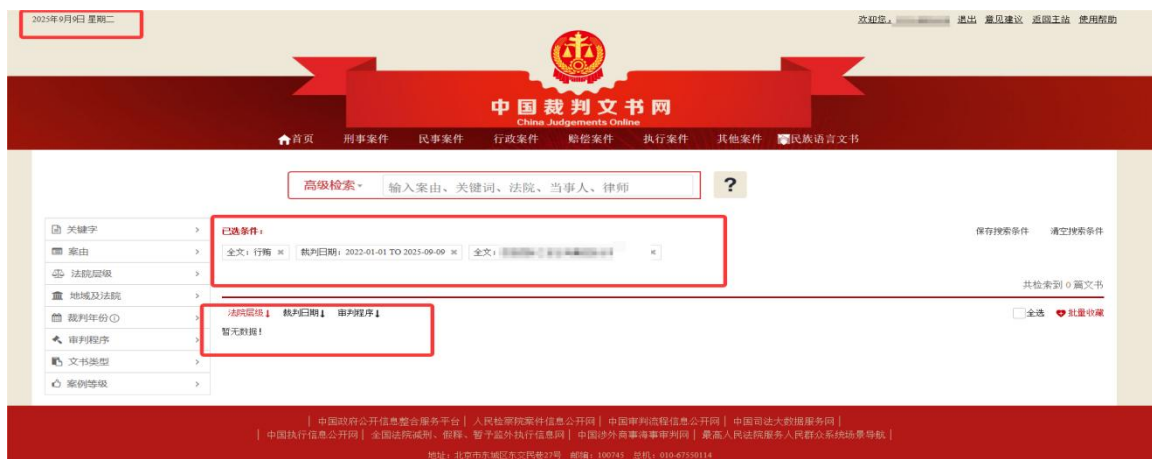 2025年9月9日 星期二
欢迎您， 退出 意见建议 返回主站 使用帮助
中国裁判文书网
China Judgements Online
首页 刑事案件 民事案件 行政案件 赔偿案件 执行案件 其他案件 民族语言文书
高级检索 输入案由、关键词、法院、当事人、律师 ?
关键字
案由
法院层级
地域及法院
裁判年份
审判程序
文书类型
案例等级
已选条件： 保存搜索条件 清空搜索条件
全文：行贿 × 裁判日期：2022-01-01 TO 2025-09-09 × 全文： ×
共检索到 0 篇文书
法院层级 裁判日期 审判程序 全选 批量收藏
暂无数据！
| 中国政府公开信息整合服务平台 | 人民检察院案件信息公开网 | 中国审判流程信息公开网 | 中国司法大数据服务网 |
| 中国执行信息公开网 | 全国法院减刑、假释、暂予监外执行信息网 | 中国涉外商事海事审判网 | 最高人民法院服务人民群众系统场景导航 |
地址：北京市东城区东交民巷27号 邮编：100745 总机：010-67550114